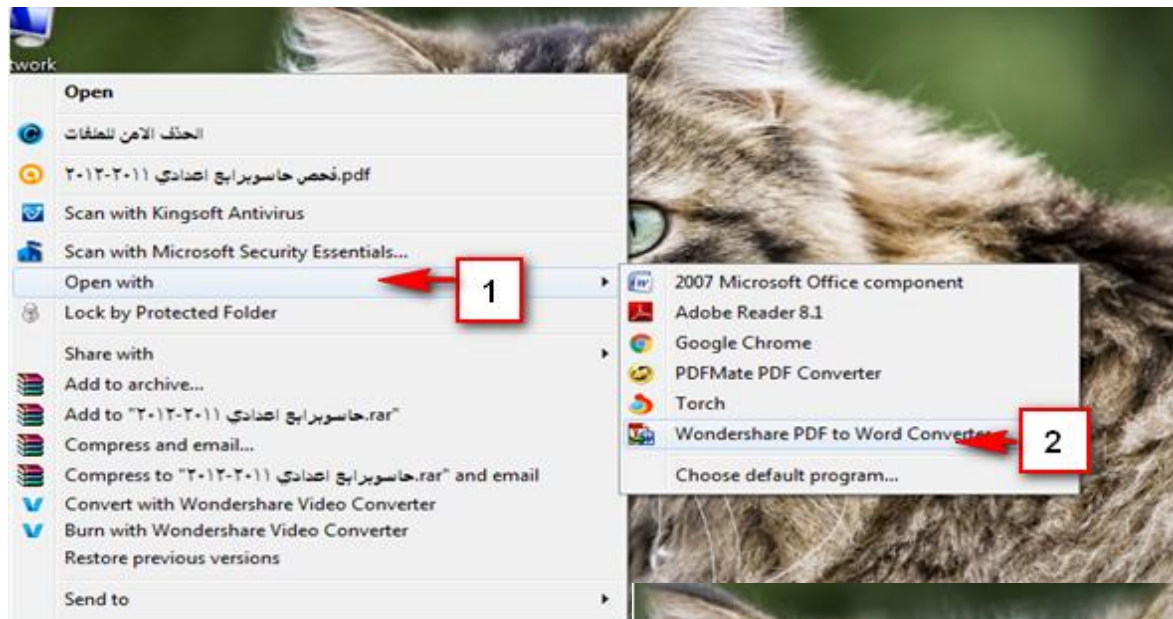 twork
Open
الحذف الامن للملفات
فحص حاسوبرابع اعدادي ٢٠١١-٢٠١٢.pdf
Scan with Kingsoft Antivirus
Scan with Microsoft Security Essentials...
Open with
1
Lock by Protected Folder
Share with
Add to archive...
Add to "حاسوبرابع اعدادي ٢٠١١-٢٠١٢.rar"
Compress and email...
Compress to "حاسوبرابع اعدادي ٢٠١١-٢٠١٢.rar" and email
Convert with Wondershare Video Converter
Burn with Wondershare Video Converter
Restore previous versions
Send to
2007 Microsoft Office component
Adobe Reader 8.1
Google Chrome
PDFMate PDF Converter
Torch
Wondershare PDF to Word Converter
2
Choose default program...